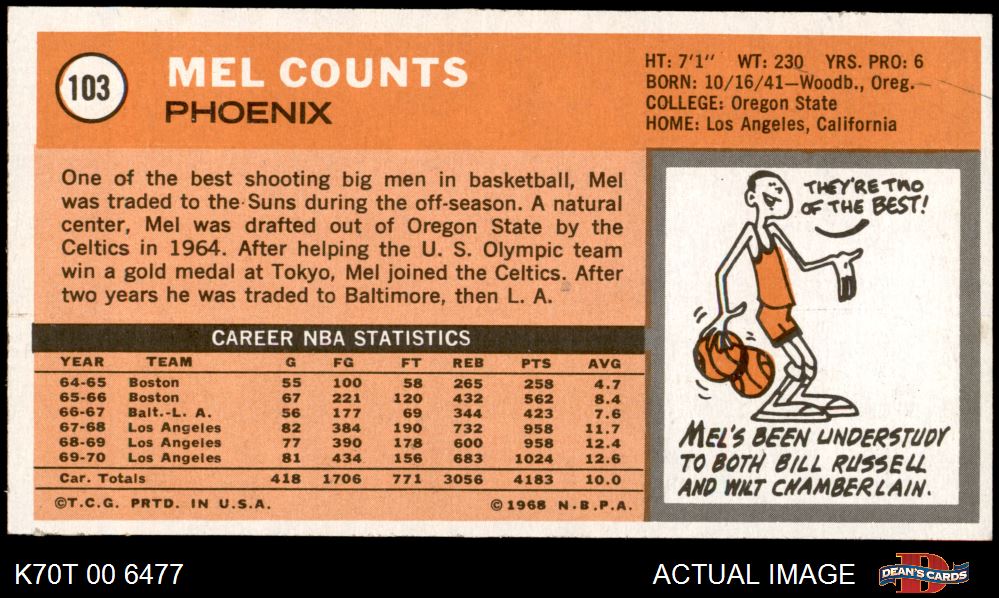 103
MEL COUNTS
PHOENIX
HT: 7'1" WT: 230 YRS. PRO: 6
BORN: 10/16/41—Woodb., Oreg.
COLLEGE: Oregon State
HOME: Los Angeles, California
One of the best shooting big men in basketball, Mel
was traded to the Suns during the off-season. A natural
center, Mel was drafted out of Oregon State by the
Celtics in 1964. After helping the U. S. Olympic team
win a gold medal at Tokyo, Mel joined the Celtics. After
two years he was traded to Baltimore, then L. A.
THEY'RE TWO
OF THE BEST!
MEL'S BEEN UNDERSTUDY
TO BOTH BILL RUSSELL
AND WILT CHAMBERLAIN.
CAREER NBA STATISTICS
YEAR TEAM G FG FT REB PTS AVG
64-65 Boston 55 100 58 265 258 4.7
65-66 Boston 67 221 120 432 562 8.4
66-67 Balt.-L. A. 56 177 69 344 423 7.6
67-68 Los Angeles 82 384 190 732 958 11.7
68-69 Los Angeles 77 390 178 600 958 12.4
69-70 Los Angeles 81 434 156 683 1024 12.6
Car. Totals 418 1706 771 3056 4183 10.0
©T.C.G. PRTD. IN U.S.A. ©1968 N.B.P.A.
K70T 00 6477
ACTUAL IMAGE
D
DEAN'S CARDS